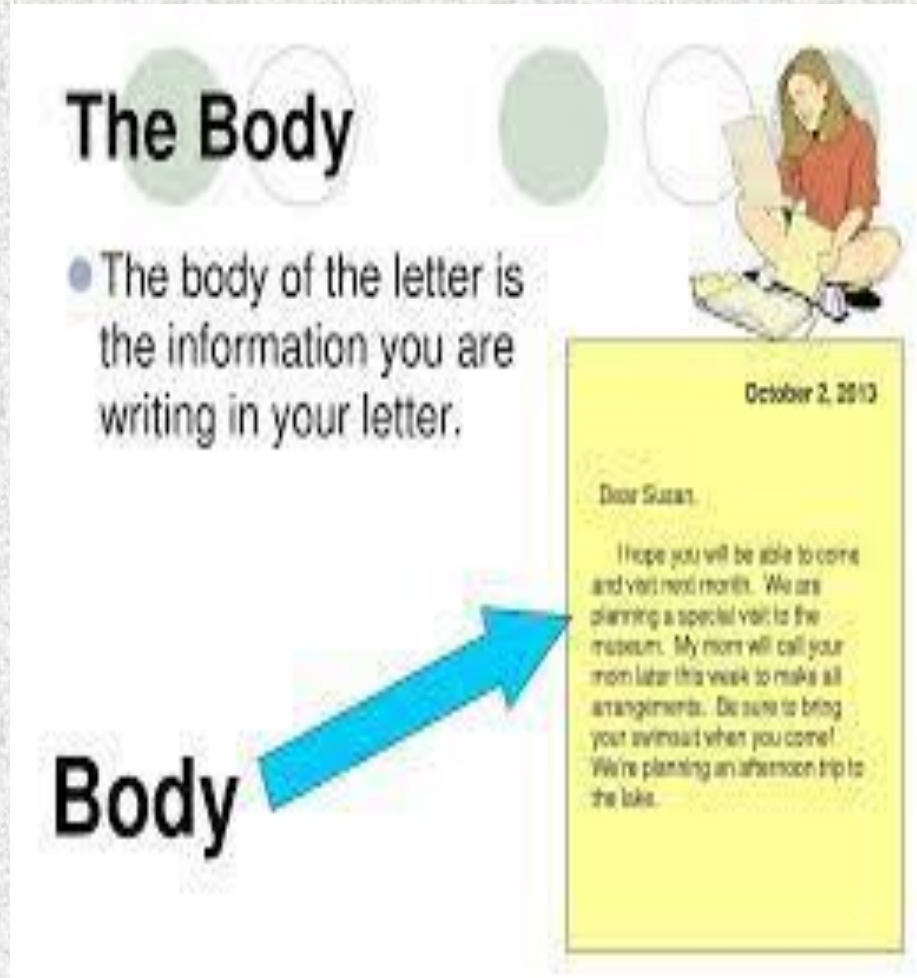 The Body
The body of the letter is
the information you are
writing in your letter.
October 2, 2013
Dear Susan,
I hope you will be able to come
and visit next month. We are
planning a special visit to the
museum. My mom will call your
mom later this week to make all
arrangements. Be sure to bring
your swimsuit when you come!
We're planning an afternoon trip to
the lake.
Body